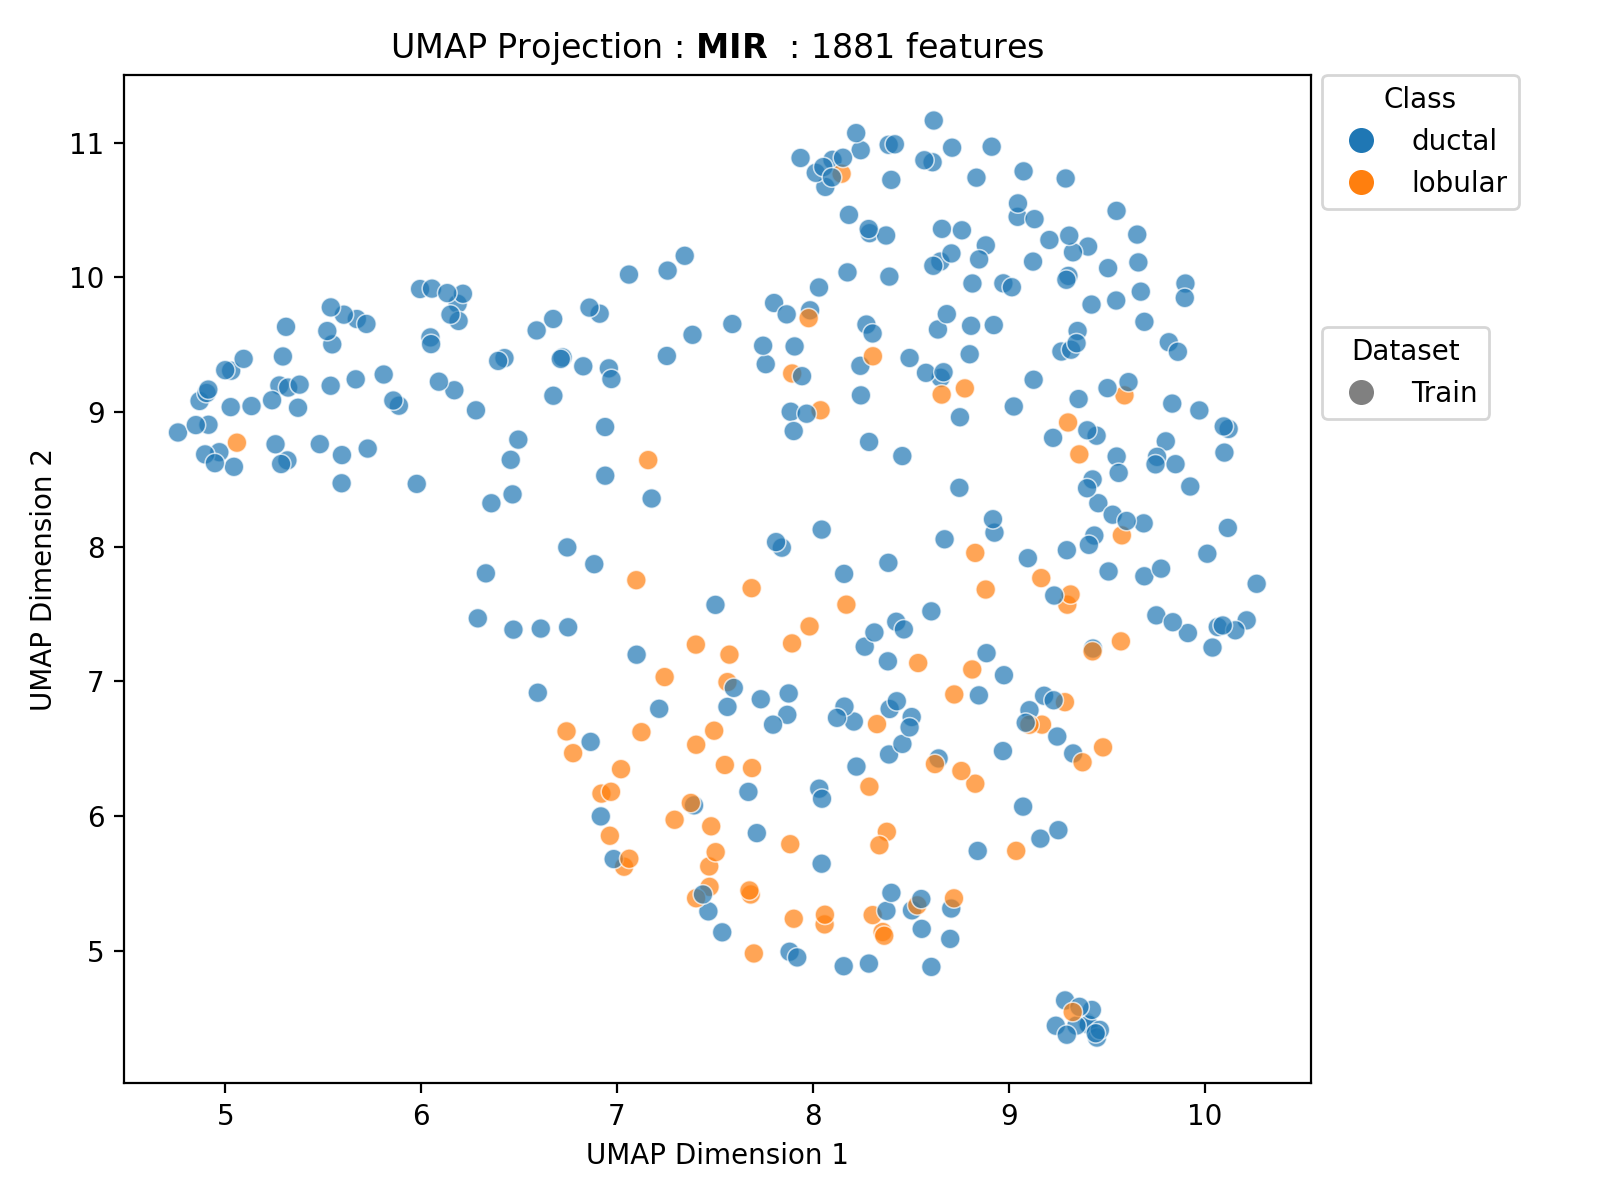 UMAP Projection : MIR : 1881 features
Class
ductal
lobular
Dataset
Train
UMAP Dimension 2
11
10
9
8
7
6
5
5 6 7 8 9 10
UMAP Dimension 1